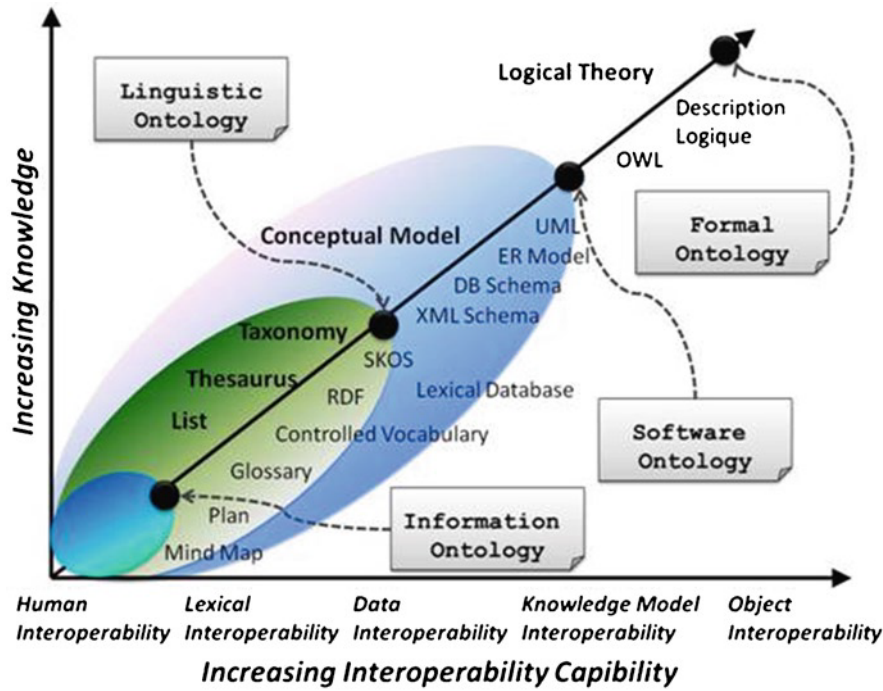 Increasing Knowledge
Linguistic
Ontology
Logical Theory
Description
Logique
OWL
Formal
Ontology
Conceptual Model
UML
ER Model
DB Schema
XML Schema
Taxonomy
SKOS
Thesaurus
RDF
Lexical Database
List
Controlled Vocabulary
Software
Ontology
Glossary
Plan
Information
Ontology
Mind Map
Human
Interoperability
Lexical
Interoperability
Data
Interoperability
Knowledge Model
Interoperability
Object
Interoperability
Increasing Interoperability Capibility